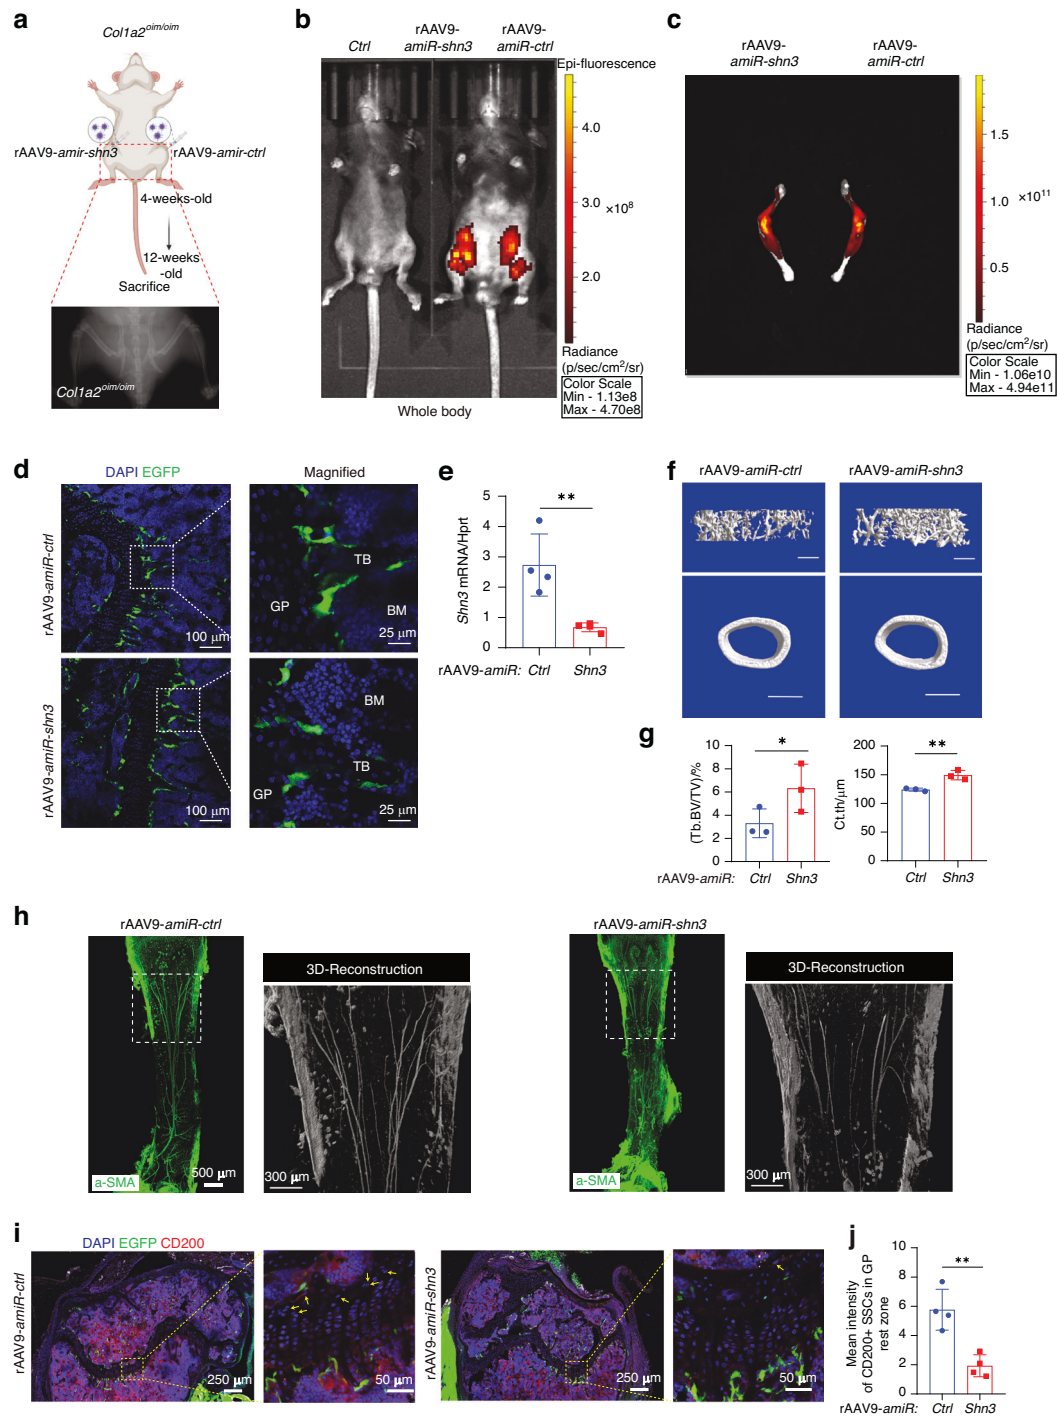 a
Col1a2oim/oim
rAAV9-amir-shn3
rAAV9-amir-ctrl
4-weeks-old
12-weeks
-old
Sacrifice
Col1a2oim/oim
b
Ctrl
rAAV9-
amiR-shn3
rAAV9-
amiR-ctrl
Epi-fluorescence
4.0
3.0
×10⁸
2.0
Radiance
(p/sec/cm²/sr)
Color Scale
Min - 1.13e8
Max - 4.70e8
Whole body
c
rAAV9-
amiR-shn3
rAAV9-
amiR-ctrl
1.5
1.0
×10¹¹
0.5
Radiance
(p/sec/cm²/sr)
Color Scale
Min - 1.06e10
Max - 4.94e11
d
DAPI EGFP
Magnified
rAAV9-amiR-ctrl
100 μm
GP
TB
BM
25 μm
rAAV9-amiR-shn3
100 μm
BM
TB
GP
25 μm
e
Shn3 mRNA/Hprt
5
4
3
2
1
0
**
rAAV9-amiR: Ctrl Shn3
f
rAAV9-amiR-ctrl
rAAV9-amiR-shn3
g
(Tb.BV/TV)/%
10
8
6
4
2
0
*
rAAV9-amiR: Ctrl Shn3
Ct.th/μm
200
150
100
0
**
Ctrl Shn3
h
rAAV9-amiR-ctrl
3D-Reconstruction
a-SMA
500 μm
300 μm
rAAV9-amiR-shn3
3D-Reconstruction
a-SMA
300 μm
i
DAPI EGFP CD200
rAAV9-amiR-ctrl
250 μm
50 μm
rAAV9-amiR-shn3
250 μm
50 μm
j
Mean intensity
of CD200+ SSCs in GP
rest zone
10
8
6
4
2
0
**
rAAV9-amiR: Ctrl Shn3